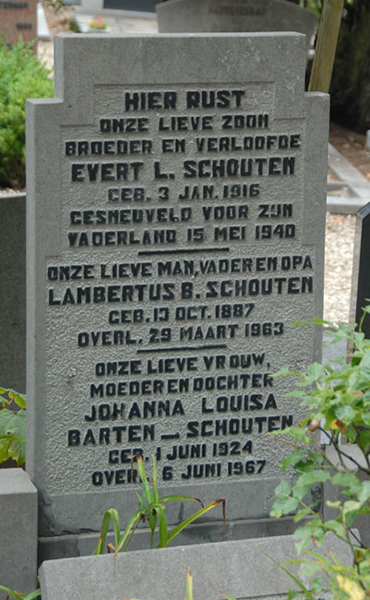 HIER RUST
ONZE LIEVE ZOON
BROEDER EN VERLOOFDE
EVERT L. SCHOUTEN
GEB. 3 JAN. 1916
GESNEUVELD VOOR ZIJN
VADERLAND 15 MEI 1940
ONZE LIEVE MAN, VADER EN OPA
LAMBERTUS B. SCHOUTEN
GEB. 13 OCT. 1887
OVERL. 29 MAART 1963
ONZE LIEVE VROUW,
MOEDER EN DOCHTER
JOHANNA LOUISA
BARTEN _ SCHOUTEN
GEB. 1 JUNI 1924
OVERL. 6 JUNI 1967